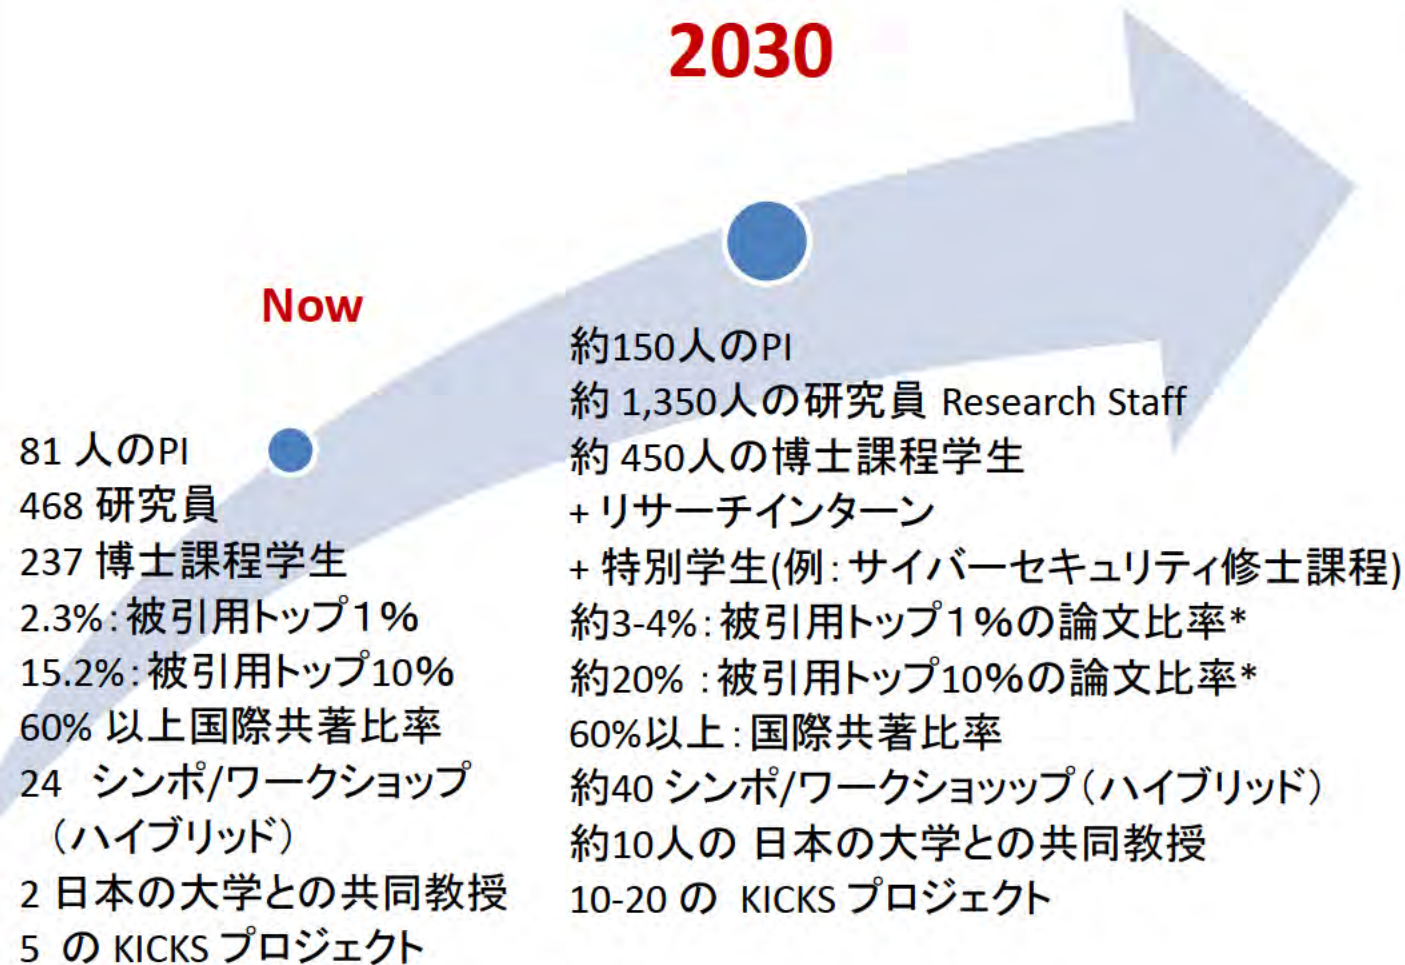 2030
Now
81 人のPI
468 研究員
237 博士課程学生
2.3%：被引用トップ１％
15.2%：被引用トップ10％
60% 以上国際共著比率
24 シンポ/ワークショップ
（ハイブリッド）
2 日本の大学との共同教授
5 の KICKS プロジェクト
約150人のPI
約 1,350人の研究員 Research Staff
約 450人の博士課程学生
+ リサーチインターン
+ 特別学生(例：サイバーセキュリティ修士課程)
約3-4%：被引用トップ１％の論文比率*
約20% ：被引用トップ10％の論文比率*
60%以上：国際共著比率
約40 シンポ/ワークショッップ（ハイブリッド）
約10人の 日本の大学との共同教授
10-20 の KICKS プロジェクト